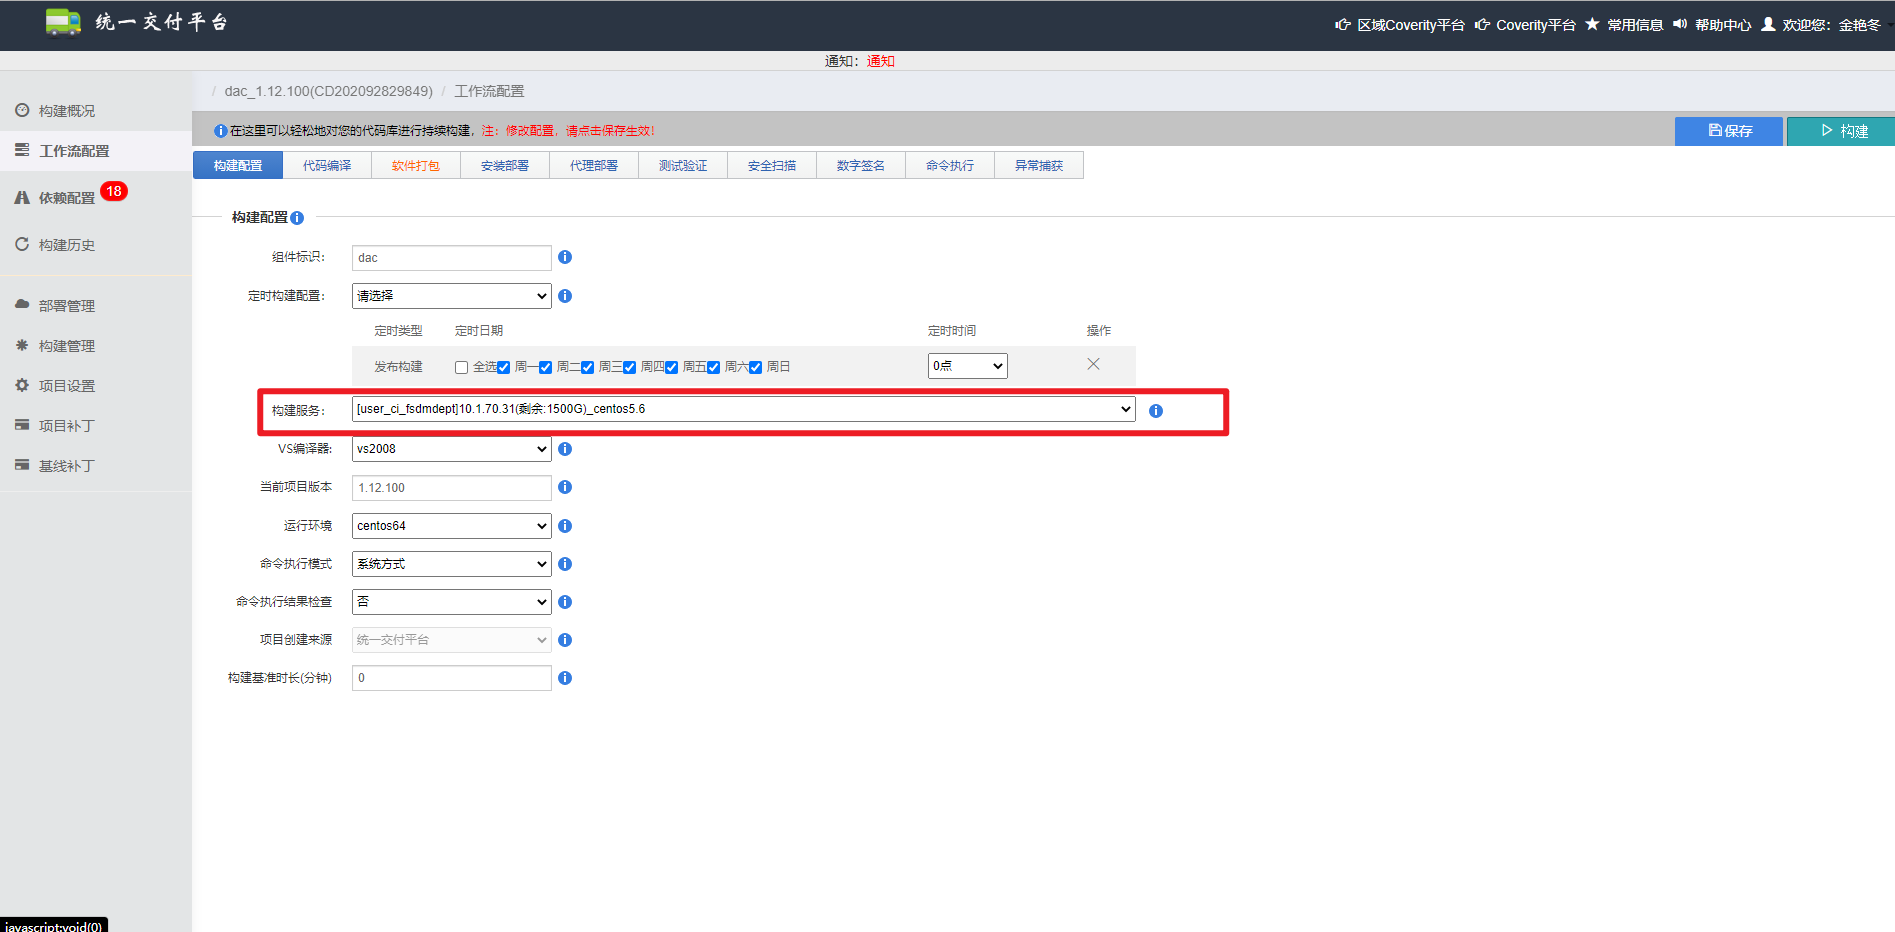 统一交付平台
区域Coverity平台 Coverity平台 常用信息 帮助中心 欢迎您：金艳冬
通知：通知
/ dac_1.12.100(CD202092829849) / 工作流配置
在这里可以轻松地对您的代码库进行持续构建，注：修改配置，请点击保存生效！
保存 构建
构建概况
工作流配置
依赖配置 18
构建历史
部署管理
构建管理
项目设置
项目补丁
基线补丁
构建配置 代码编译 软件打包 安装部署 代理部署 测试验证 安全扫描 数字签名 命令执行 异常捕获
构建配置
组件标识： dac
定时构建配置： 请选择
定时类型 定时日期 定时时间 操作
发布构建 全选 周一 周二 周三 周四 周五 周六 周日 0点
构建服务： [user_ci_fsdmdept]10.1.70.31(剩余:1500G)_centos5.6
VS编译器: vs2008
当前项目版本 1.12.100
运行环境 centos64
命令执行模式 系统方式
命令执行结果检查 否
项目创建来源 统一交付平台
构建基准时长(分钟) 0
javascript:void(0)